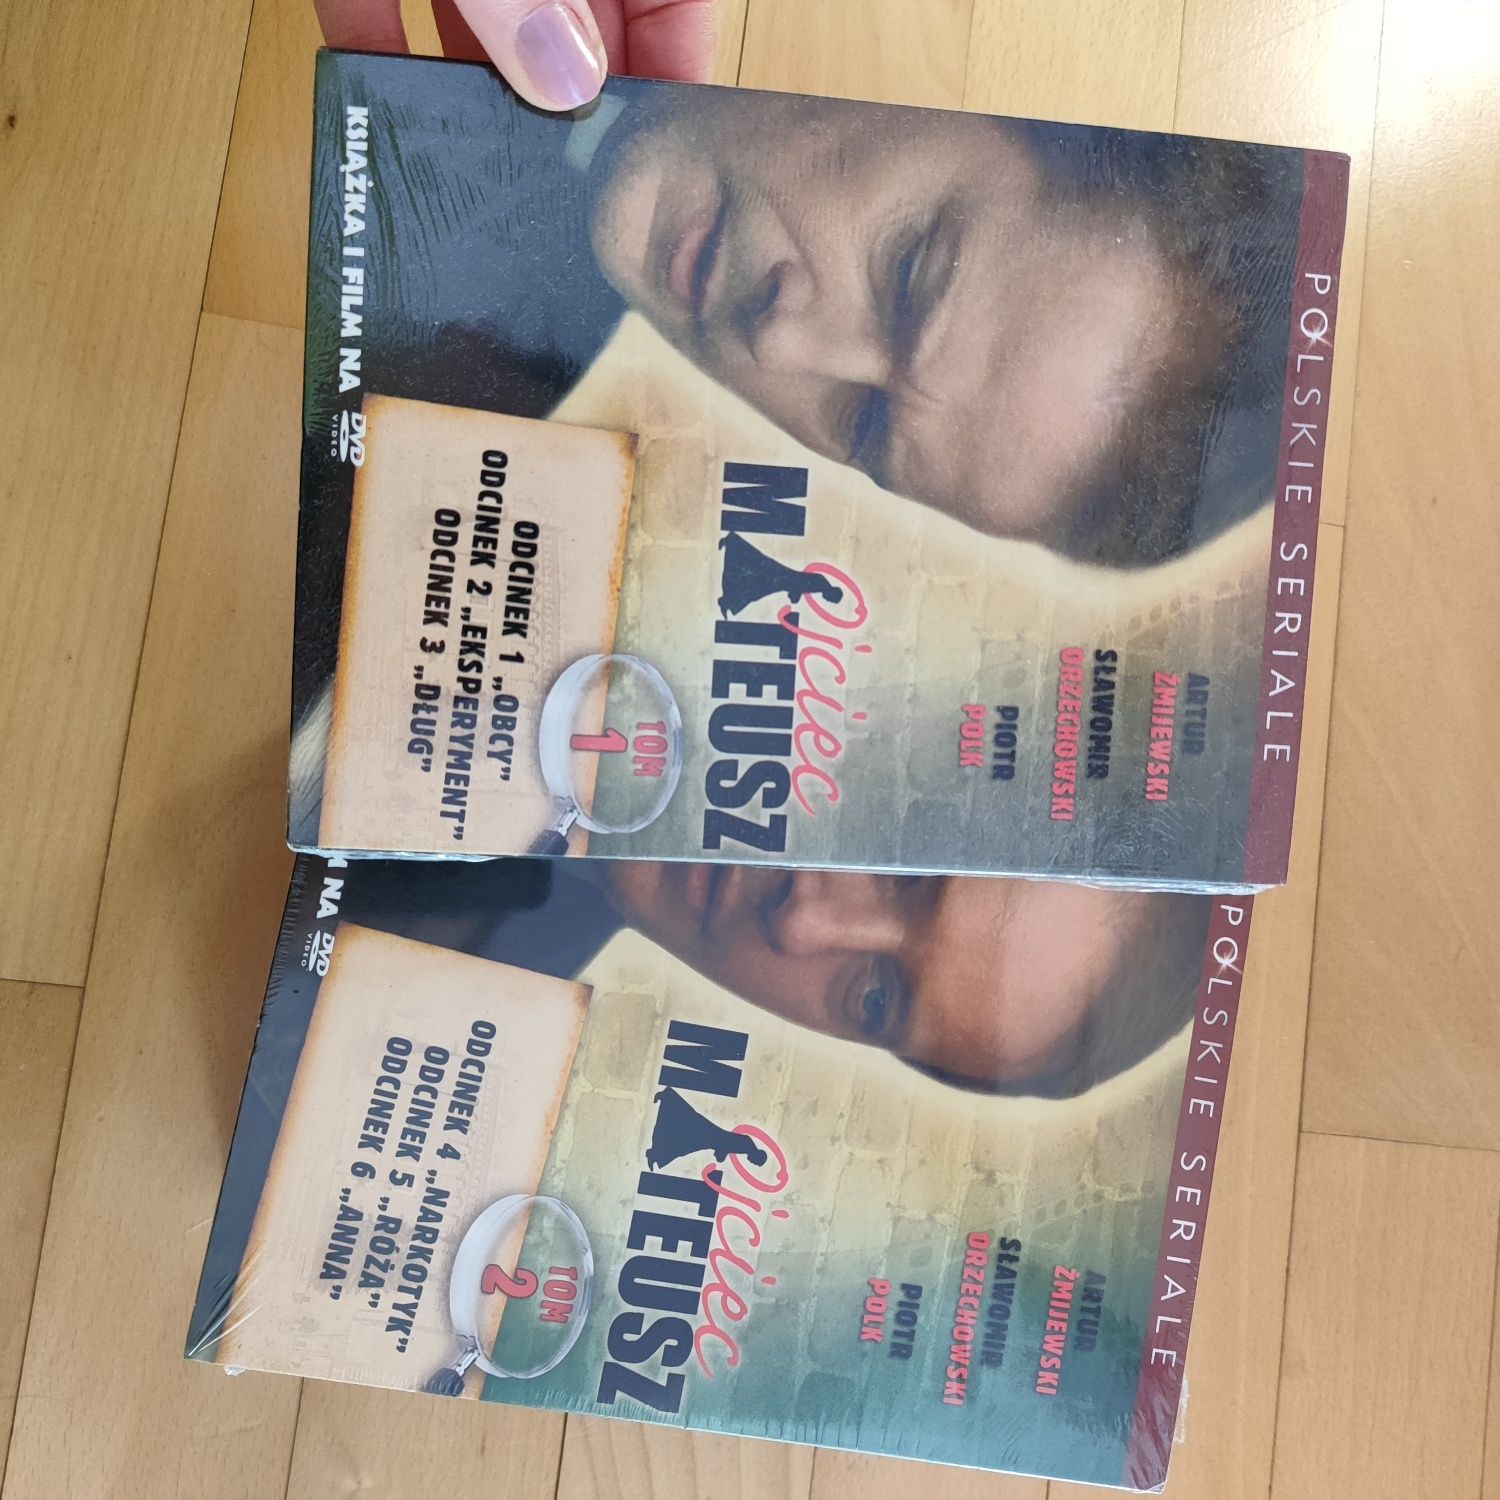 POLSKIE SERIALE
ARTUR
ŻMIJEWSKI
SŁAWOMIR
ORZECHOWSKI
PIOTR
POLK
Ojciec
MATEUSZ
TOM
1
ODCINEK 1 „OBCY”
ODCINEK 2 „EKSPERYMENT”
ODCINEK 3 „DŁUG”
KSIĄŻKA I FILM NA DVD
VIDEO
POLSKIE SERIALE
ARTUR
ŻMIJEWSKI
SŁAWOMIR
ORZECHOWSKI
PIOTR
POLK
Ojciec
MATEUSZ
TOM
2
ODCINEK 4 „NARKOTYK”
ODCINEK 5 „RÓŻA”
ODCINEK 6 „ANNA”
M NA DVD
VIDEO